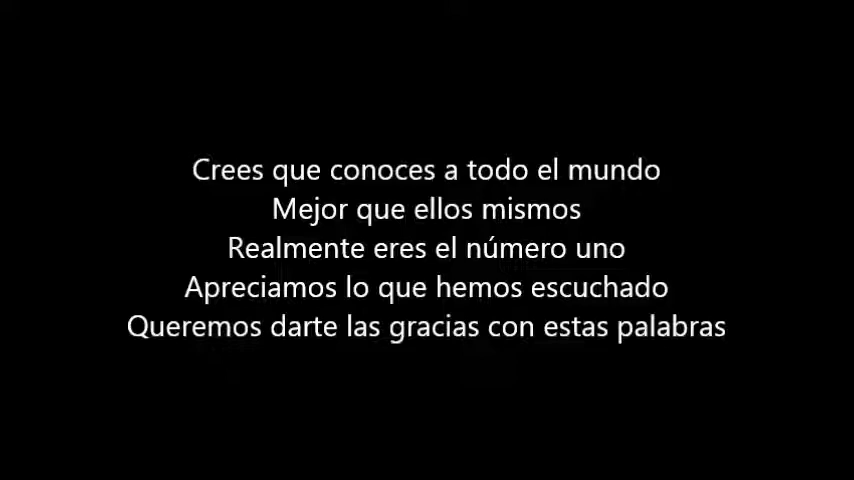 Crees que conoces a todo el mundo
Mejor que ellos mismos
Realmente eres el número uno
Apreciamos lo que hemos escuchado
Queremos darte las gracias con estas palabras